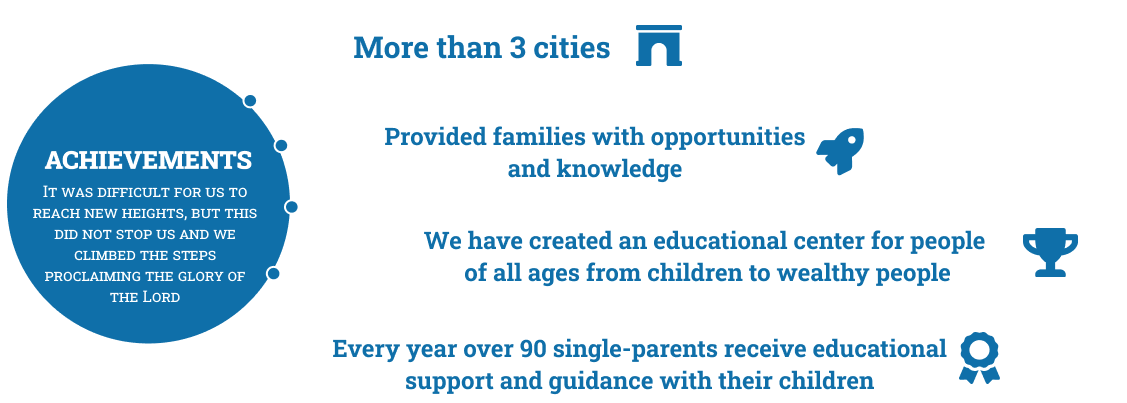 More than 3 cities
ACHIEVEMENTS
It was difficult for us to
reach new heights, but this
did not stop us and we
climbed the steps
proclaiming the glory of
the Lord
Provided families with opportunities
and knowledge
We have created an educational center for people
of all ages from children to wealthy people
Every year over 90 single-parents receive educational
support and guidance with their children